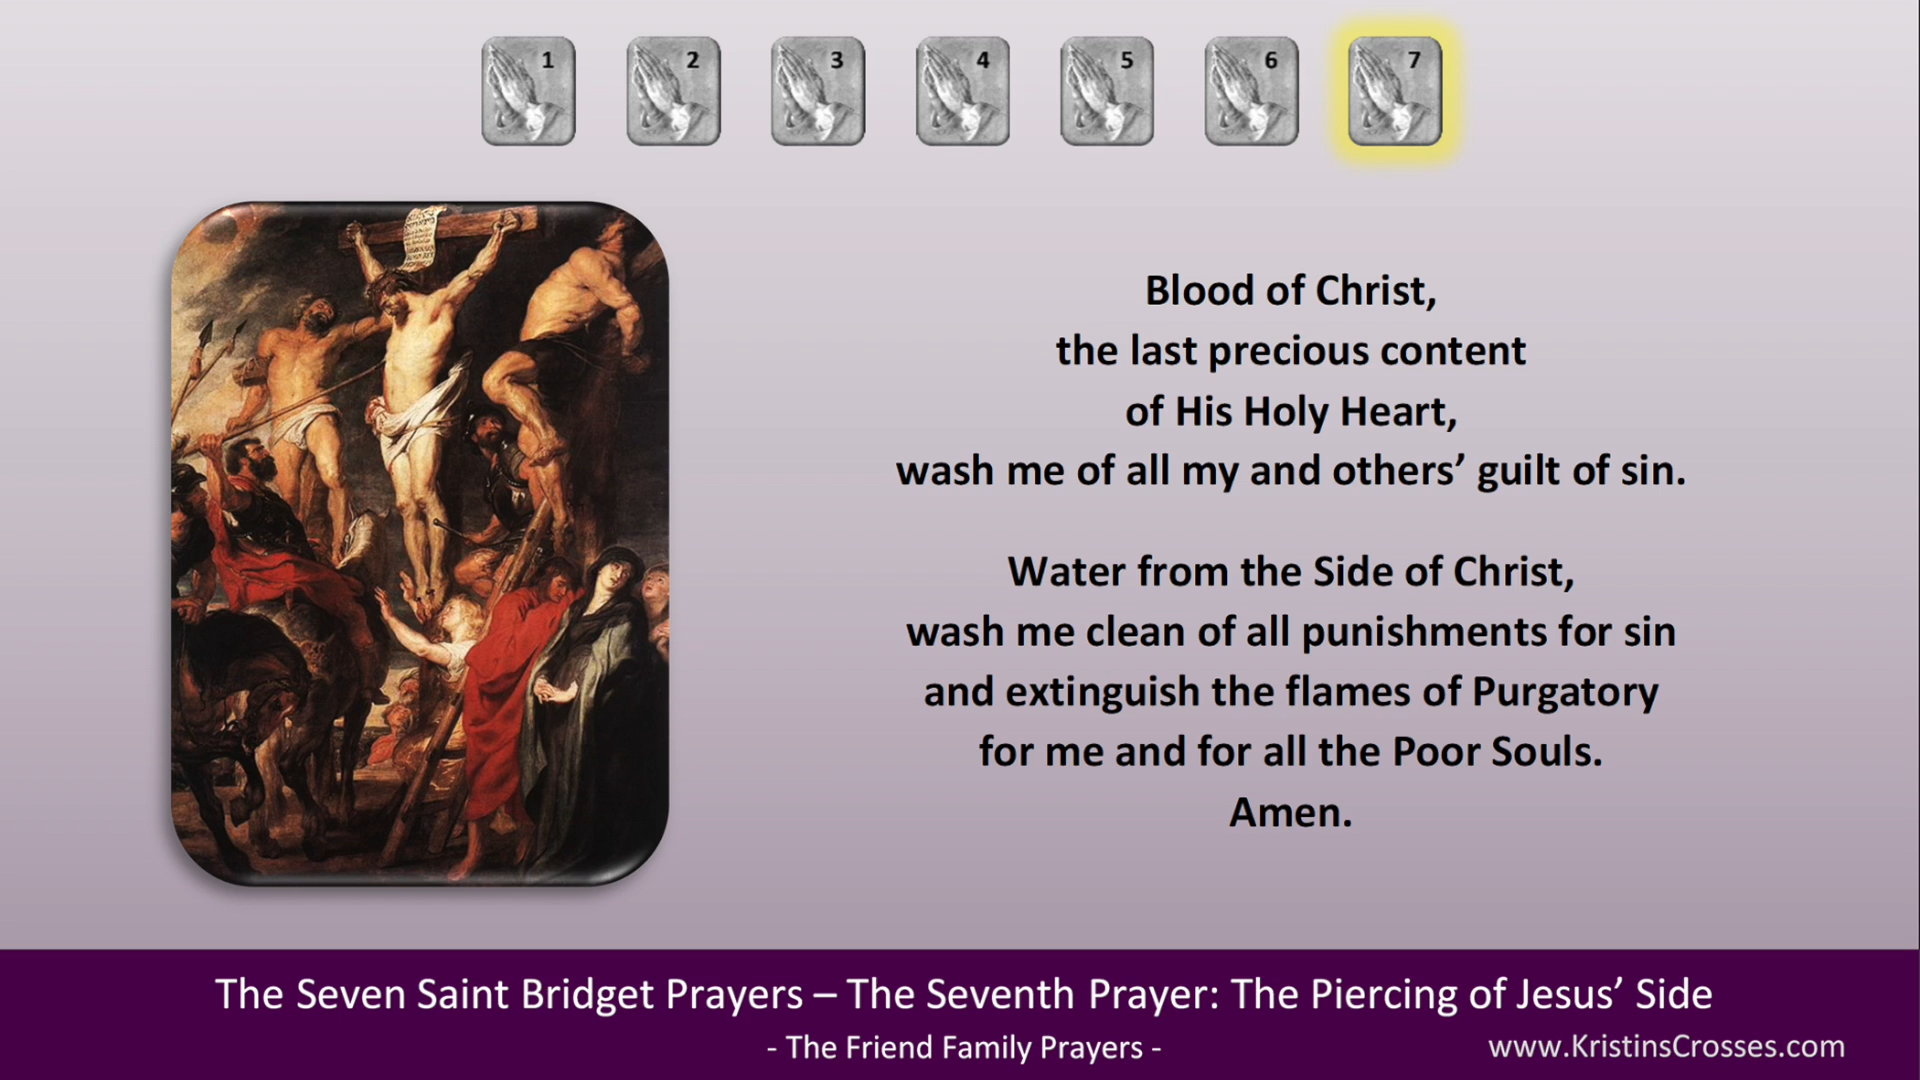 1 2 3 4 5 6 7
Blood of Christ,
the last precious content
of His Holy Heart,
wash me of all my and others’ guilt of sin.
Water from the Side of Christ,
wash me clean of all punishments for sin
and extinguish the flames of Purgatory
for me and for all the Poor Souls.
Amen.
The Seven Saint Bridget Prayers – The Seventh Prayer: The Piercing of Jesus’ Side
- The Friend Family Prayers -
www.KristinsCrosses.com